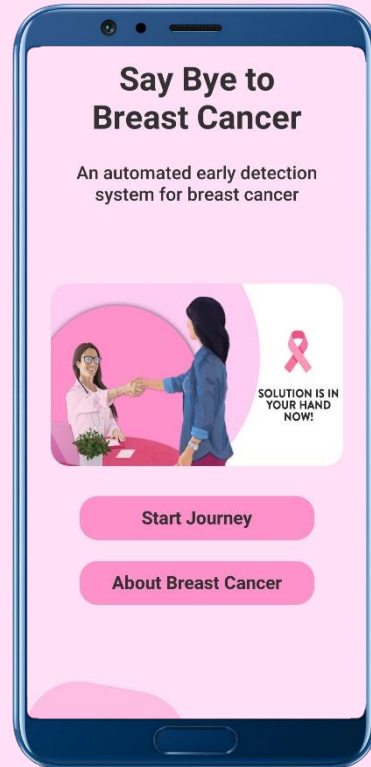 Say Bye to
Breast Cancer
An automated early detection
system for breast cancer
SOLUTION IS IN
YOUR HAND
NOW!
Start Journey
About Breast Cancer